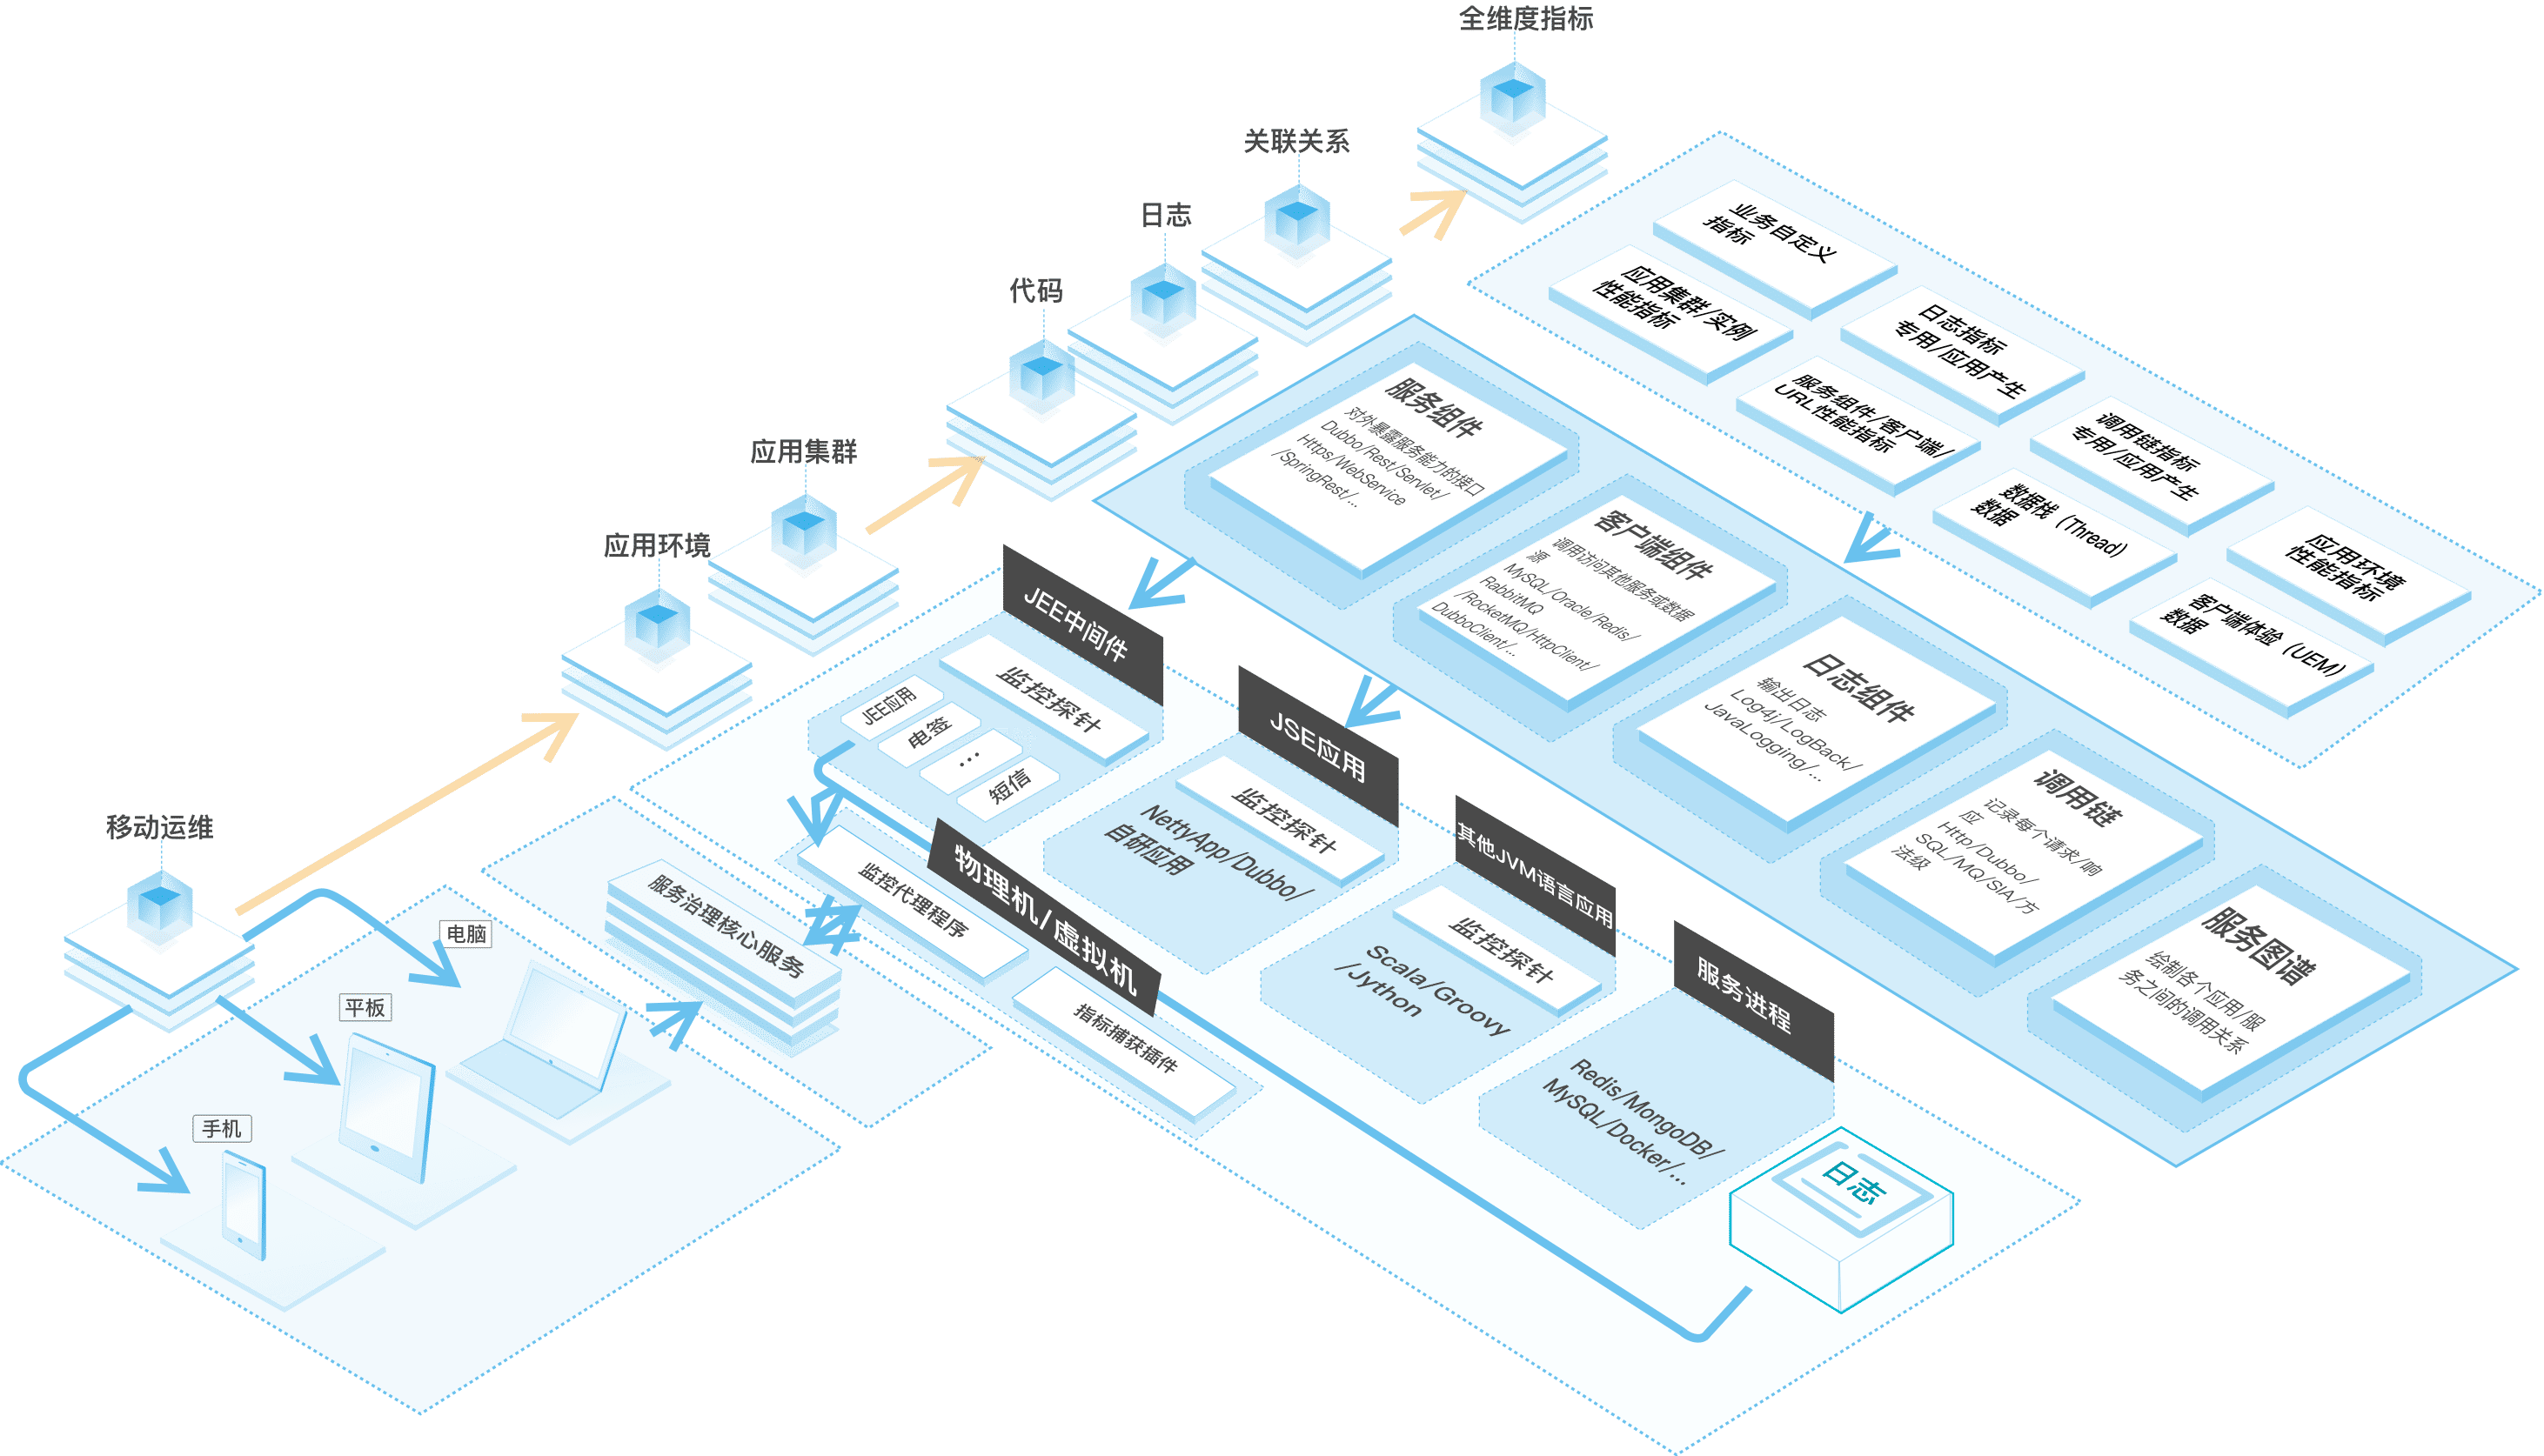 全维度指标
关联关系
日志
代码
应用集群
应用环境
移动运维
业务自定义
指标
应用集群/实例
性能指标
日志指标
专用/应用产生
服务组件/客户端/
URL性能指标
调用链指标
专用/应用产生
数据栈（Thread）
数据
应用环境
性能指标
客户端体验（UEM）
数据
服务组件
对外暴露服务能力的接口
Dubbo/Rest/Servlet/
Https/WebService
/SpringRest/...
客户端组件
调用访问其他服务或数据
源
MySQL/Oracle/Redis/
RabbitMQ
/RocketMQ/HttpClient/
DubboClient/...
日志组件
输出日志
Log4j/LogBack/
JavaLogging/...
调用链
记录每个请求/响
应
Http/Dubbo/
SQL/MQ/SIA/方
法级
服务图谱
绘制各个应用/服
务之间的调用关系
JEE中间件
监控探针
JEE应用
电签
...
短信
JSE应用
监控探针
NettyApp/Dubbo/
自研应用
其他JVM语言应用
监控探针
Scala/Groovy
/Jython
服务进程
Redis/MongoDB/
MySQL/Docker/...
日志
物理机/虚拟机
监控代理程序
指标捕获插件
服务治理核心服务
电脑
平板
手机